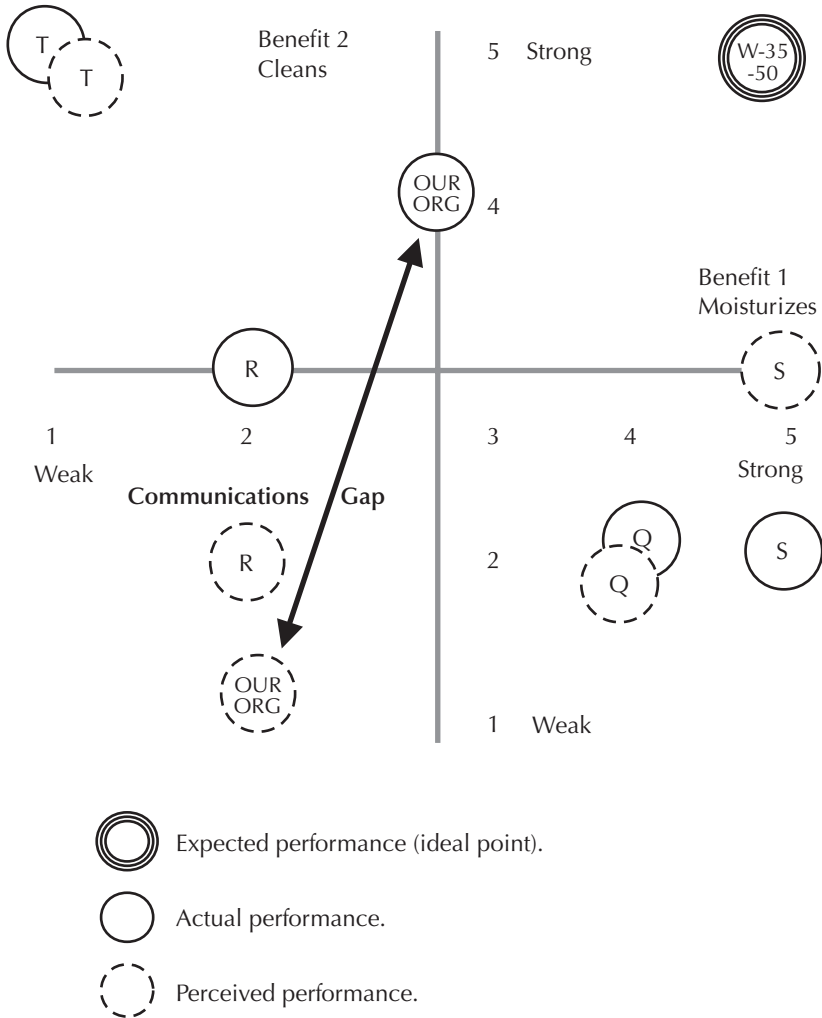 T
T
Benefit 2
Cleans
5 Strong
W-35
-50
OUR
ORG
4
Benefit 1
Moisturizes
R
S
1
2
3
4
5
Weak
Strong
Communications Gap
R
2
Q
Q
S
OUR
ORG
1 Weak
Expected performance (ideal point).
Actual performance.
Perceived performance.